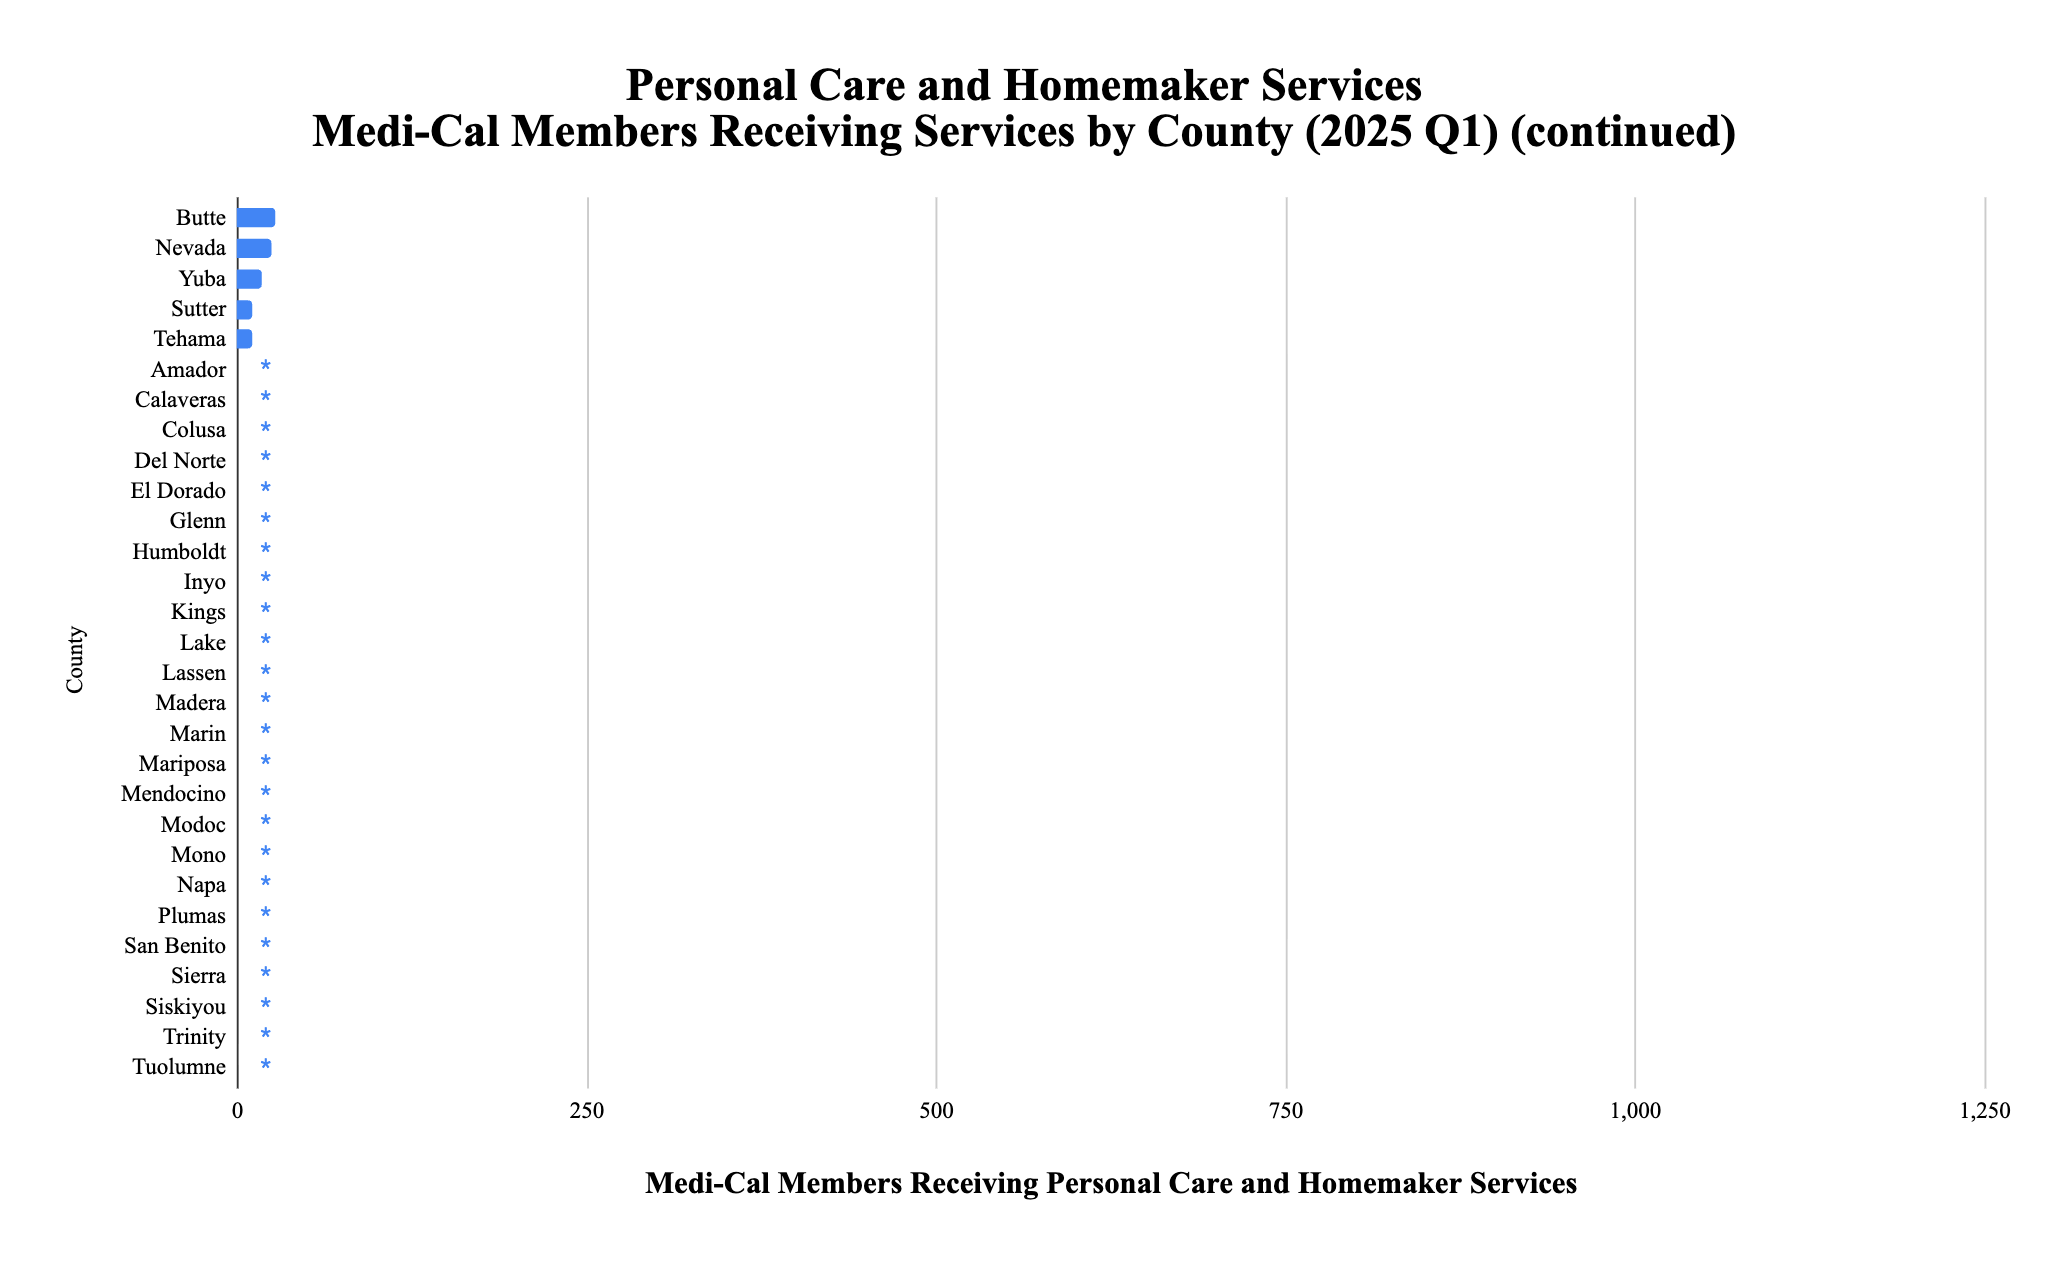 Personal Care and Homemaker Services
Medi-Cal Members Receiving Services by County (2025 Q1) (continued)
County
Butte
Nevada
Yuba
Sutter
Tehama
Amador *
Calaveras *
Colusa *
Del Norte *
El Dorado *
Glenn *
Humboldt *
Inyo *
Kings *
Lake *
Lassen *
Madera *
Marin *
Mariposa *
Mendocino *
Modoc *
Mono *
Napa *
Plumas *
San Benito *
Sierra *
Siskiyou *
Trinity *
Tuolumne *
0 250 500 750 1,000 1,250
Medi-Cal Members Receiving Personal Care and Homemaker Services